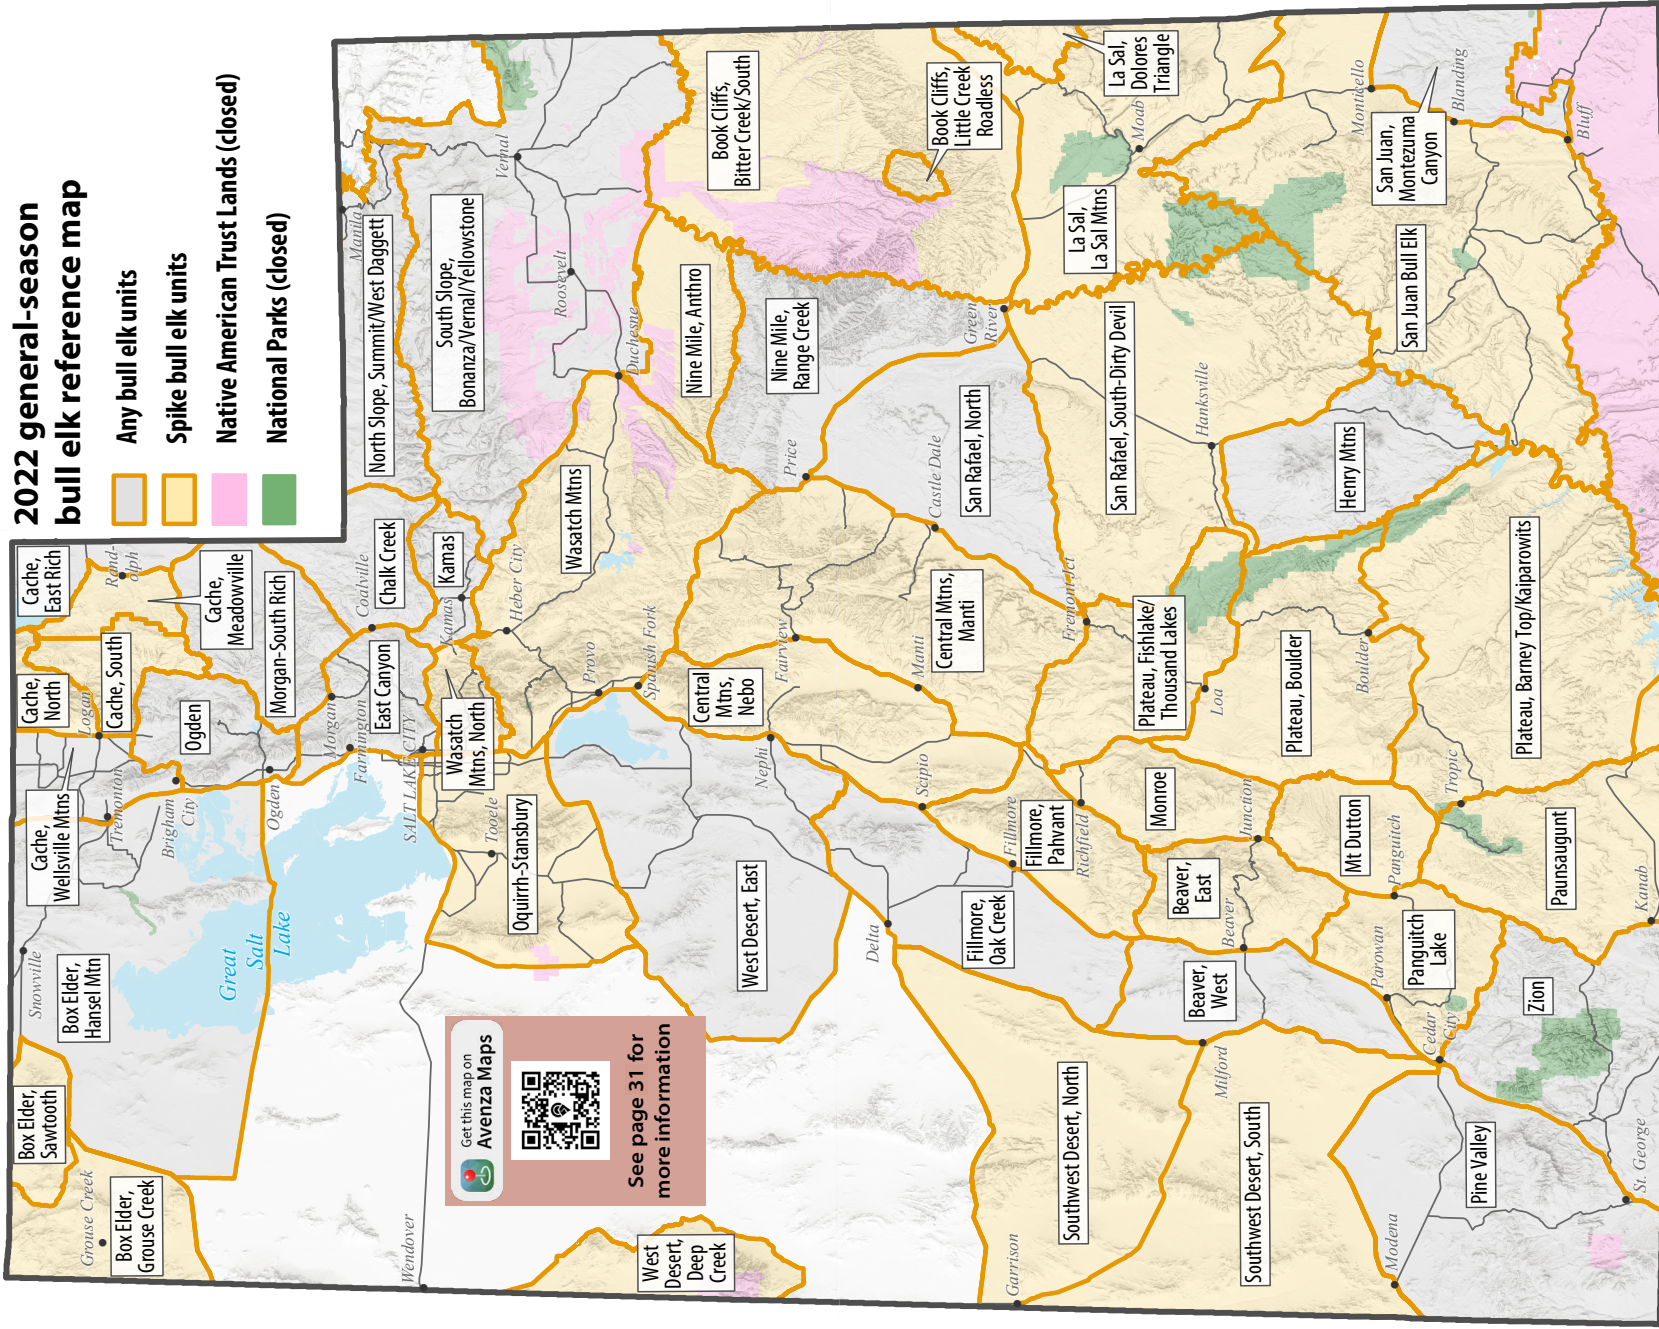 2022 general-season
bull elk reference map
Any bull elk units
Spike bull elk units
Native American Trust Lands (closed)
National Parks (closed)
Box Elder,
Sawtooth
Grouse Creek
Box Elder,
Grouse Creek
Snowville
Box Elder,
Hansel Mtn
Cache,
Wellsville Mtns
Tremonton
Brigham
City
Cache,
North
Logan
Cache, South
Cache,
East Rich
Rand-
olph
Cache,
Meadowville
Ogden
Ogden
Morgan-South Rich
Morgan
Farmington
East Canyon
Coalville
Chalk Creek
Kamas
Kamas
Great
Salt
Lake
SALT LAKE CITY
Wasatch
Mtns, North
Heber City
Tooele
Oquirrh-Stansbury
Wendover
Get this map on
Avenza Maps
See page 31 for
more information
West
Desert,
Deep
Creek
Manila
North Slope, Summit/West Daggett
South Slope,
Bonanza/Vernal/Yellowstone
Vernal
Roosevelt
Duchesne
Wasatch Mtns
Provo
Spanish Fork
Nine Mile, Anthro
Nine Mile,
Range Creek
Book Cliffs,
Bitter Creek/South
Book Cliffs,
Little Creek
Roadless
Price
Central
Mtns,
Nebo
Nephi
Fairview
West Desert, East
Delta
Manti
Central Mtns,
Manti
Castle Dale
San Rafael, North
Green
River
Scipio
Fillmore
Fillmore,
Oak Creek
Fillmore,
Pahvant
Richfield
Garrison
Southwest Desert, North
Fremont Jct
La Sal,
La Sal Mtns
La Sal,
Dolores
Triangle
Moab
San Rafael, South-Dirty Devil
Hanksville
Plateau, Fishlake/
Thousand Lakes
Loa
Monroe
Beaver,
East
Beaver
Beaver,
West
Milford
Southwest Desert, South
Junction
Plateau, Boulder
Boulder
Henry Mtns
Monticello
San Juan,
Montezuma
Canyon
Blanding
San Juan Bull Elk
Bluff
Mt Dutton
Panguitch
Parowan
Panguitch
Lake
Cedar
City
Modena
Pine Valley
Zion
Tropic
Plateau, Barney Top/Kaiparowits
Paunsaugunt
Kanab
St. George